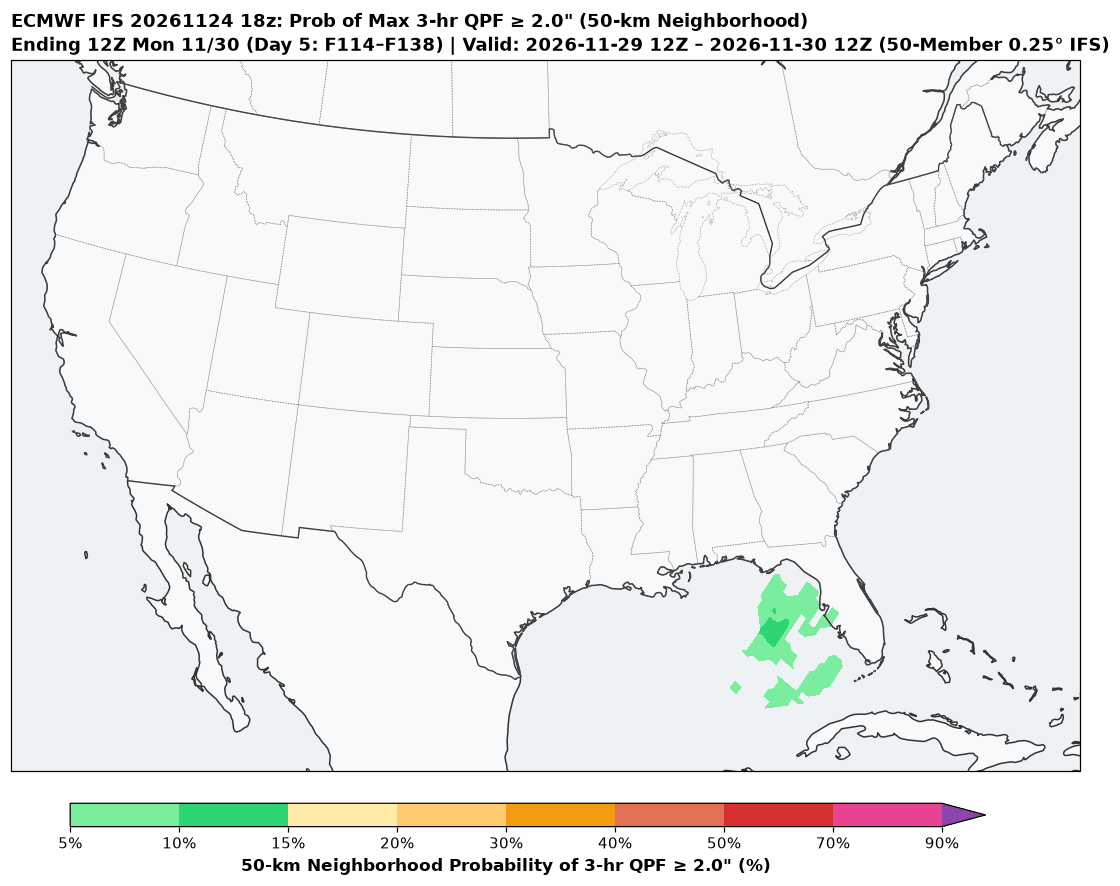 ECMWF IFS 20261124 18z: Prob of Max 3-hr QPF ≥ 2.0" (50-km Neighborhood)
Ending 12Z Mon 11/30 (Day 5: F114–F138) | Valid: 2026-11-29 12Z – 2026-11-30 12Z (50-Member 0.25° IFS)
5% 10% 15% 20% 30% 40% 50% 70% 90%
50-km Neighborhood Probability of 3-hr QPF ≥ 2.0" (%)